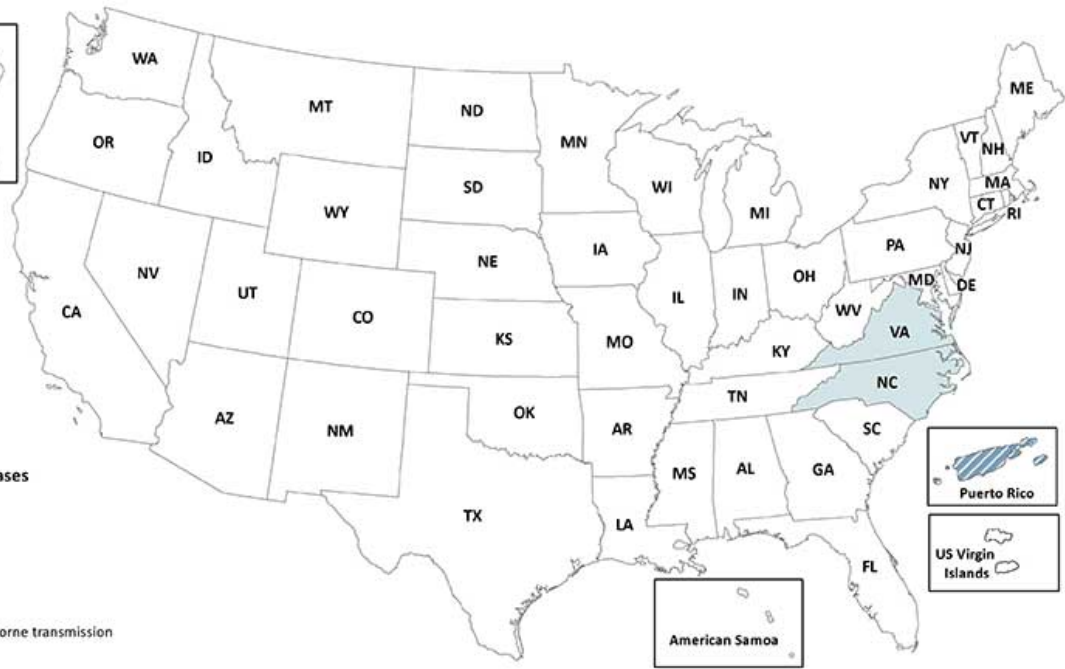 WA
MT
ND
MN
ME
OR
ID
SD
WI
MI
VT
NH
NY
MA
CT
RI
WY
NE
IA
PA
NJ
NV
UT
CO
KS
MO
IL
IN
OH
WV
MD
DE
CA
KY
VA
AZ
NM
OK
AR
TN
NC
SC
MS
AL
GA
TX
LA
FL
Puerto Rico
US Virgin
Islands
American Samoa
orne transmission